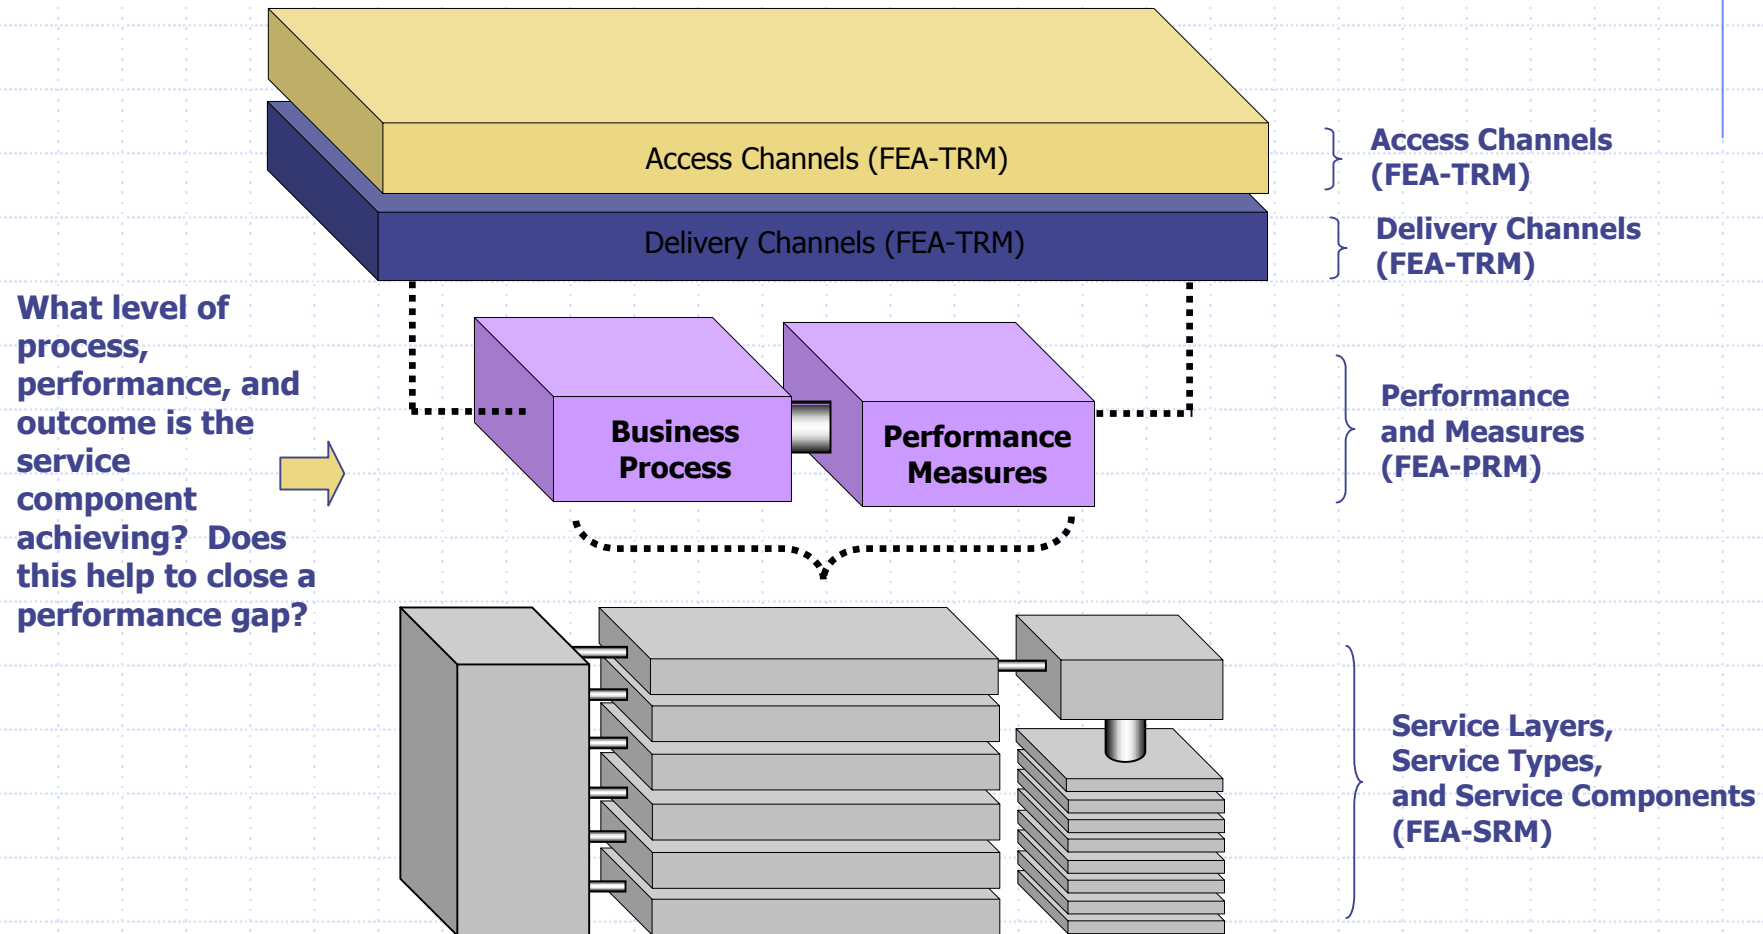 Access Channels (FEA-TRM)
Access Channels
(FEA-TRM)
Delivery Channels (FEA-TRM)
Delivery Channels
(FEA-TRM)
What level of
process,
performance, and
outcome is the
service
component
achieving?  Does
this help to close a
performance gap?
Business
Process
Performance
Measures
Performance
and Measures
(FEA-PRM)
Service Layers,
Service Types,
and Service Components
(FEA-SRM)